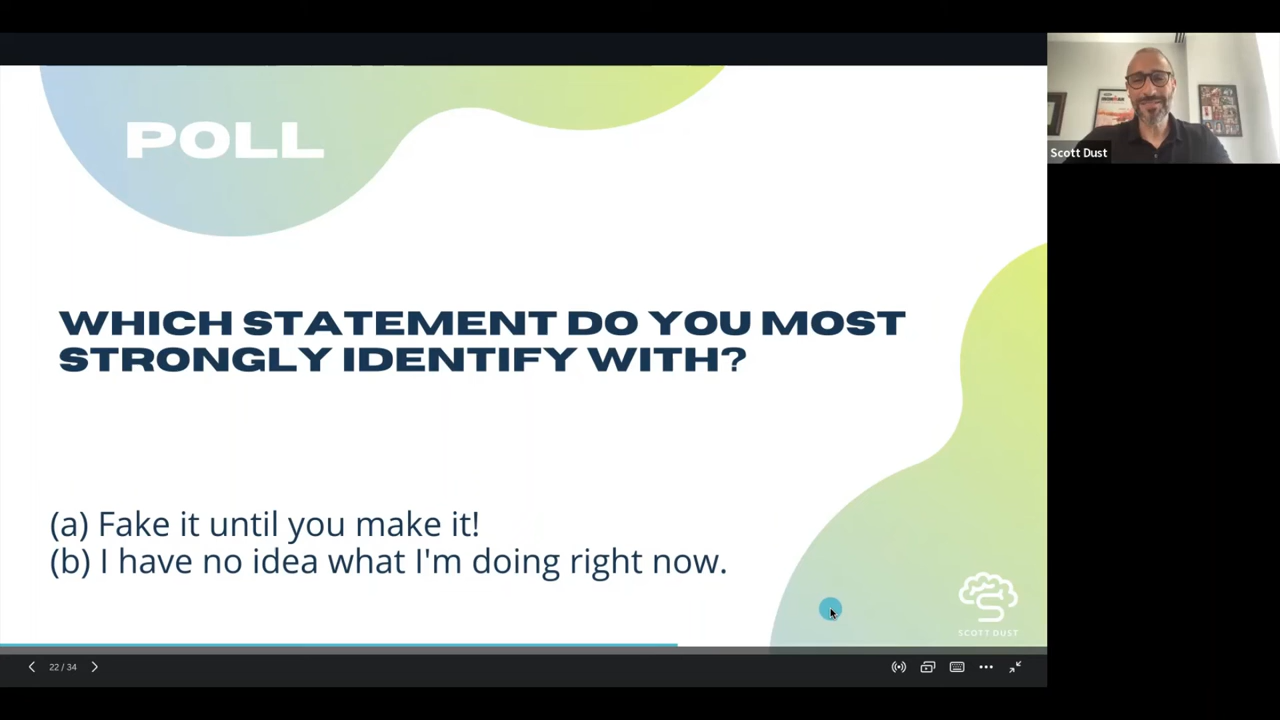 POLL
WHICH STATEMENT DO YOU MOST
STRONGLY IDENTIFY WITH?
(a) Fake it until you make it!
(b) I have no idea what I'm doing right now.
SCOTT DUST
22 / 34
Scott Dust